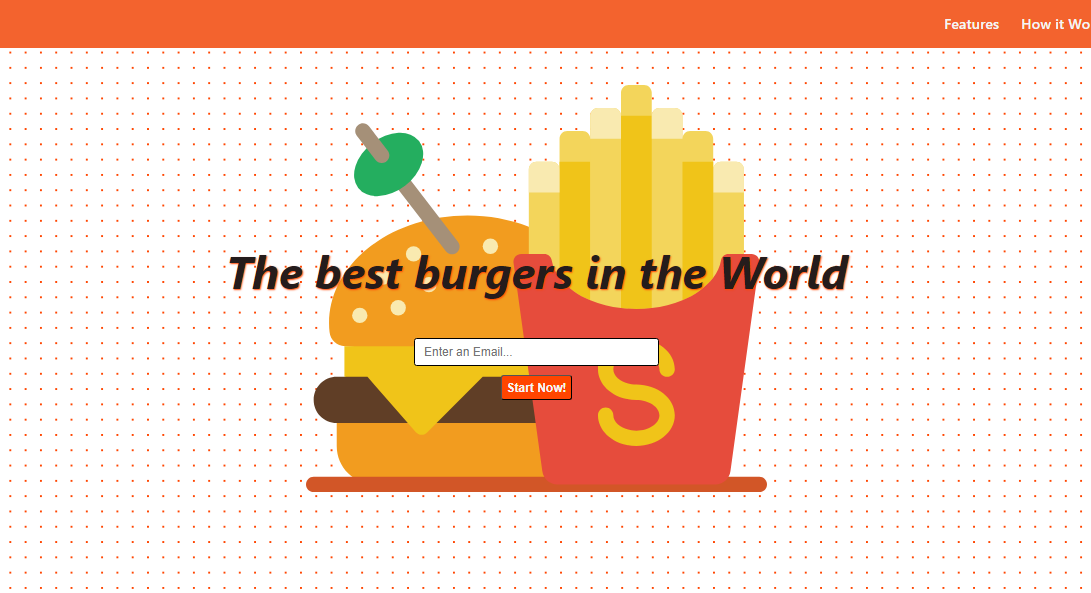 Features How it Wo
The best burgers in the World
Enter an Email...
Start Now!
S